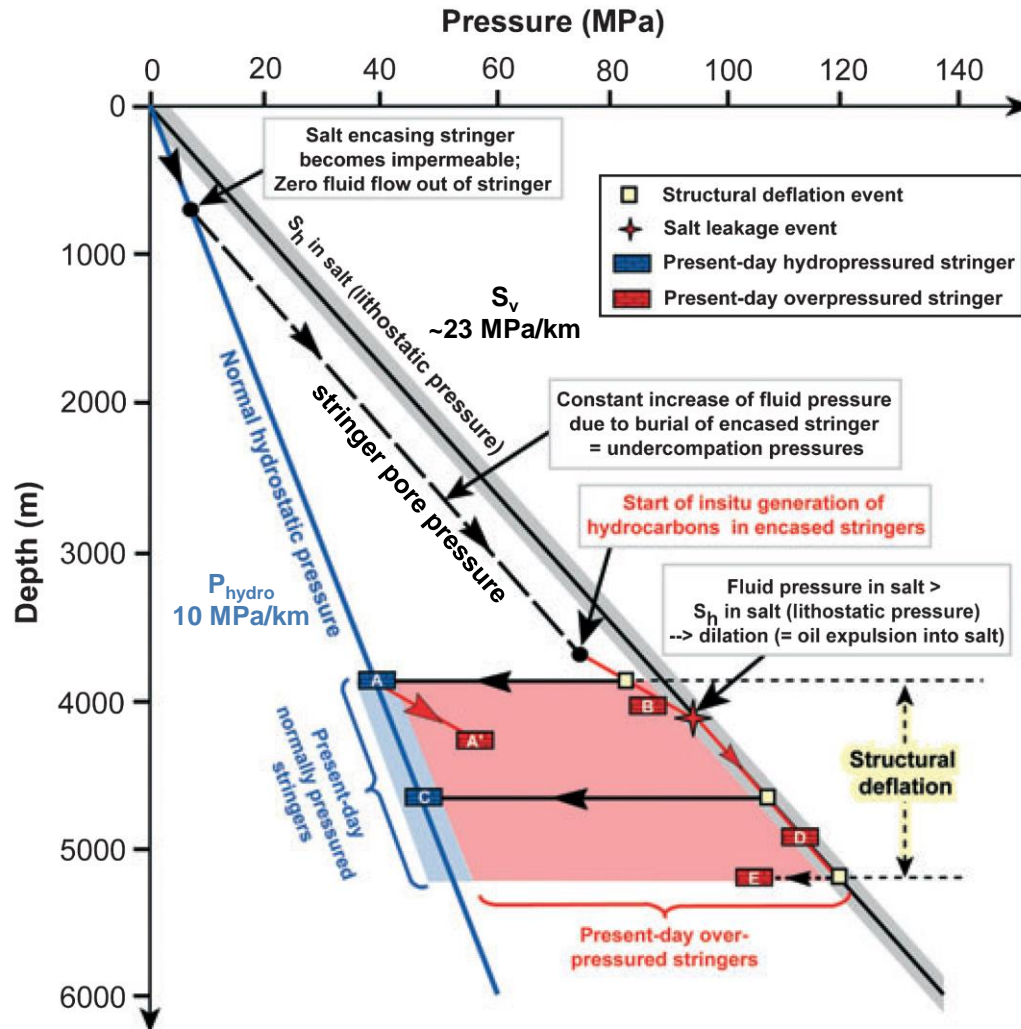 Pressure (MPa)
0 20 40 60 80 100 120 140
Depth (m)
0
1000
2000
3000
4000
5000
6000
Salt encasing stringer
becomes impermeable;
Zero fluid flow out of stringer
Structural deflation event
Salt leakage event
Present-day hydropressured stringer
Present-day overpressured stringer
S_h in salt (lithostatic pressure)
S_v
~23 MPa/km
Normal hydrostatic pressure
stringer pore pressure
Constant increase of fluid pressure
due to burial of encased stringer
= undercompation pressures
Start of insitu generation of
hydrocarbons in encased stringers
P_hydro
10 MPa/km
Fluid pressure in salt >
S_h in salt (lithostatic pressure)
--> dilation (= oil expulsion into salt)
A
B
A'
C
D
E
Structural
deflation
Present-day
normally pressured
stringers
Present-day over-
pressured stringers